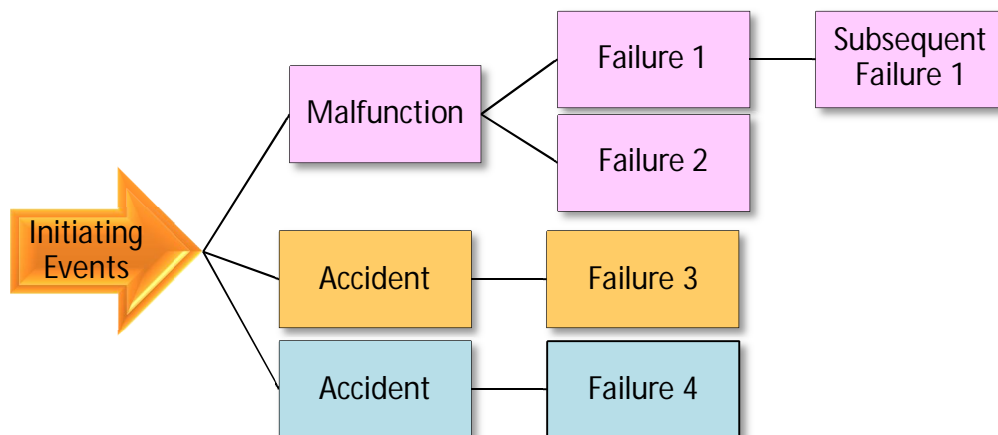 Initiating
Events
Malfunction
Failure 1
Subsequent
Failure 1
Failure 2
Accident
Failure 3
Accident
Failure 4